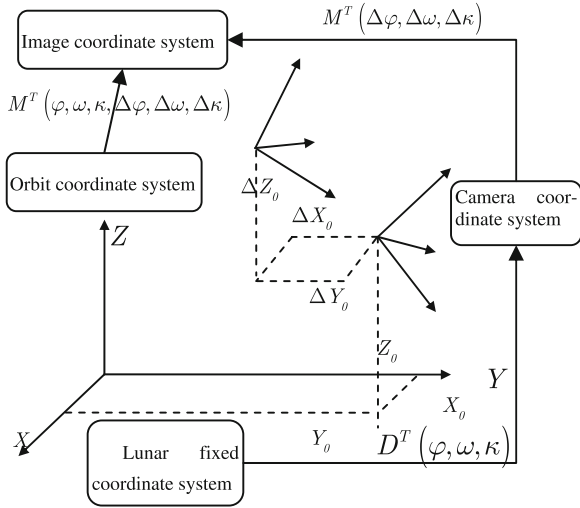 M^T (Δφ, Δω, Δκ)
Image coordinate system
M^T (φ, ω, κ, Δφ, Δω, Δκ)
Orbit coordinate system
ΔZ_0
Camera coor-
dinate system
ΔX_0
Z
ΔY_0
Z_0
Y
X_0
X
Y_0
D^T (φ, ω, κ)
Lunar fixed
coordinate system